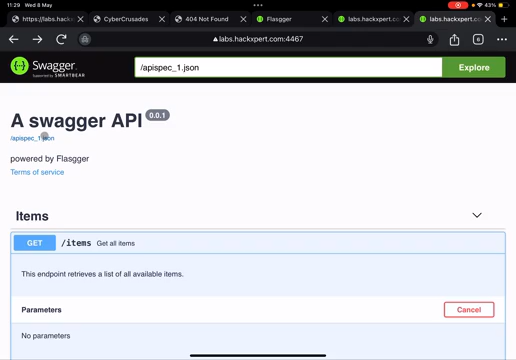 11:29 Wed 8 May
43%
https://labs.hackx
CyberCrusades
404 Not Found
Flasgger
labs.hackxpert.co
labs.hackxpert.co
labs.hackxpert.com:4467
6
Swagger
Supported by SMARTBEAR
/apispec_1.json
Explore
A swagger API 0.0.1
/apispec_1.json
powered by Flasgger
Terms of service
Items
GET /items Get all items
This endpoint retrieves a list of all available items.
Parameters
Cancel
No parameters